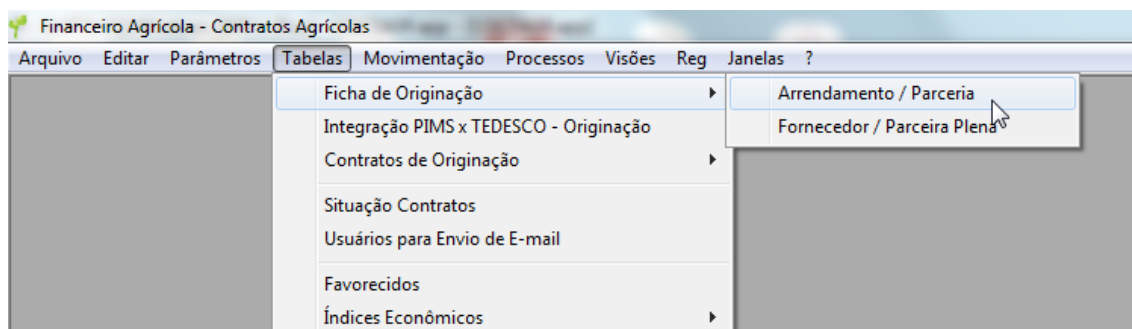 Financeiro Agrícola - Contratos Agrícolas
Arquivo Editar Parâmetros Tabelas Movimentação Processos Visões Reg Janelas ?
Ficha de Originação
Arrendamento / Parceria
Integração PIMS x TEDESCO - Originação
Fornecedor / Parceira Plena
Contratos de Originação
Situação Contratos
Usuários para Envio de E-mail
Favorecidos
Índices Econômicos